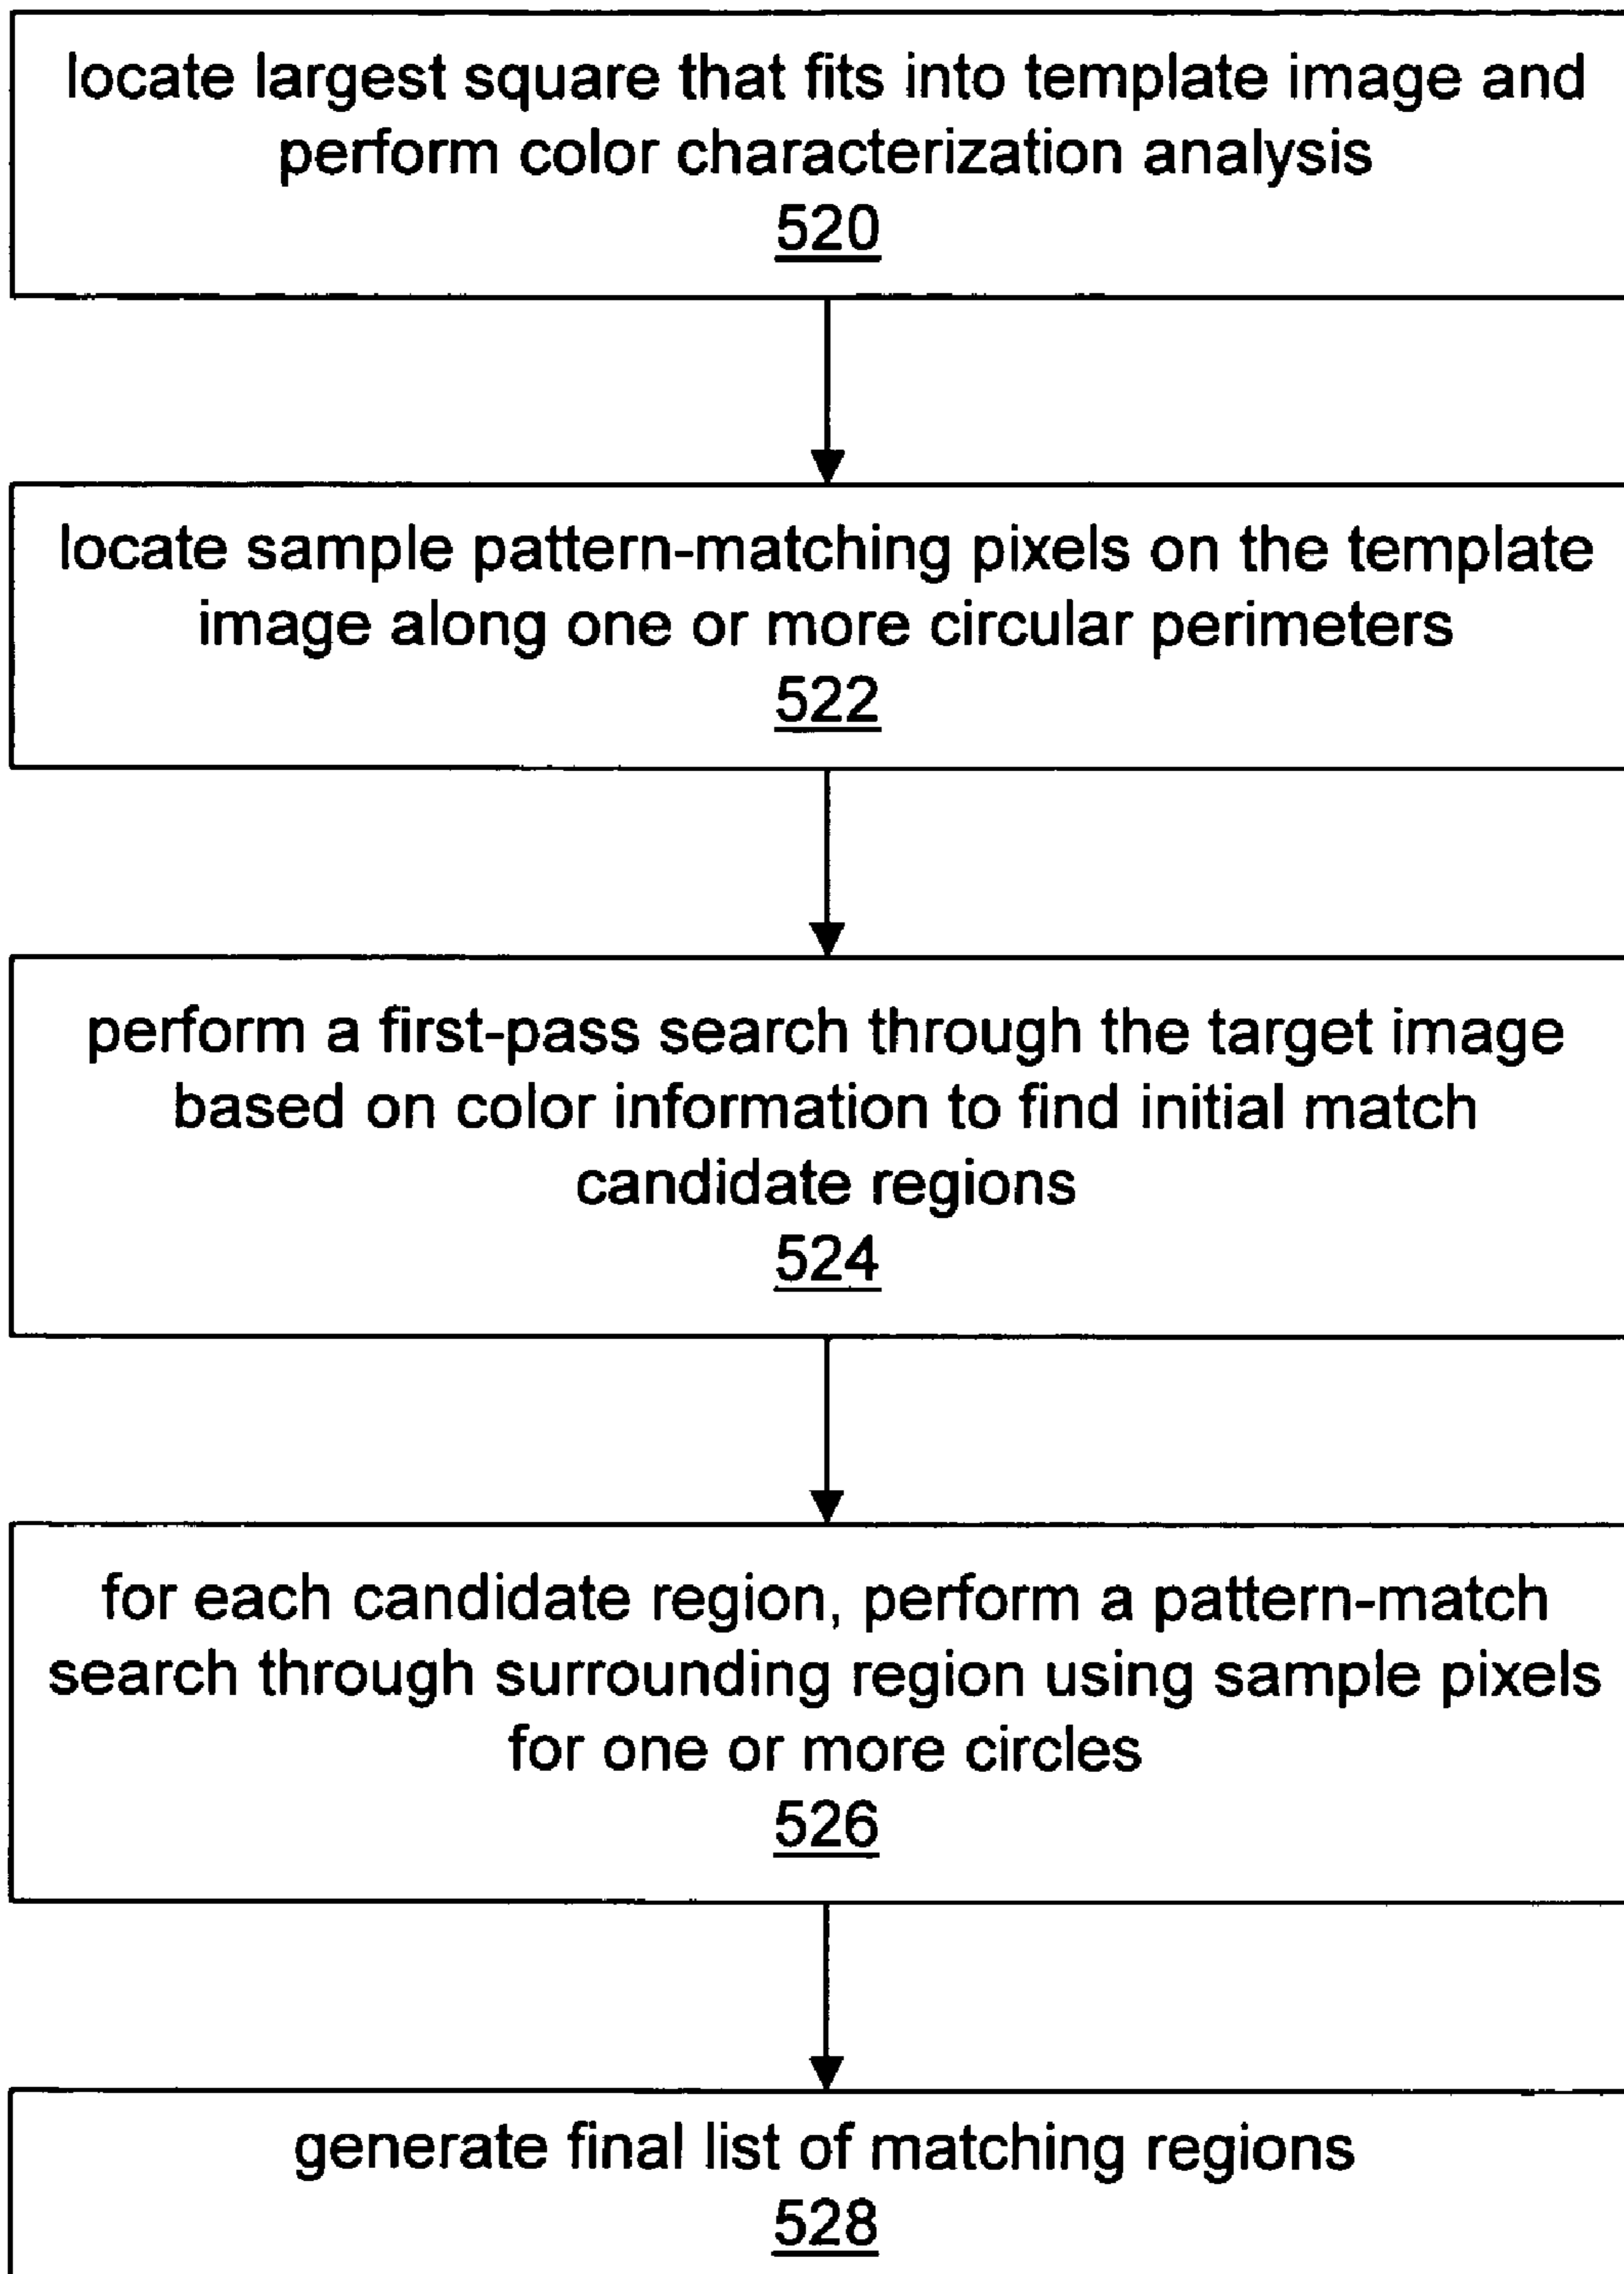 locate largest square that fits into template image and
perform color characterization analysis
520
locate sample pattern-matching pixels on the template
image along one or more circular perimeters
522
perform a first-pass search through the target image
based on color information to find initial match
candidate regions
524
for each candidate region, perform a pattern-match
search through surrounding region using sample pixels
for one or more circles
526
generate final list of matching regions
528